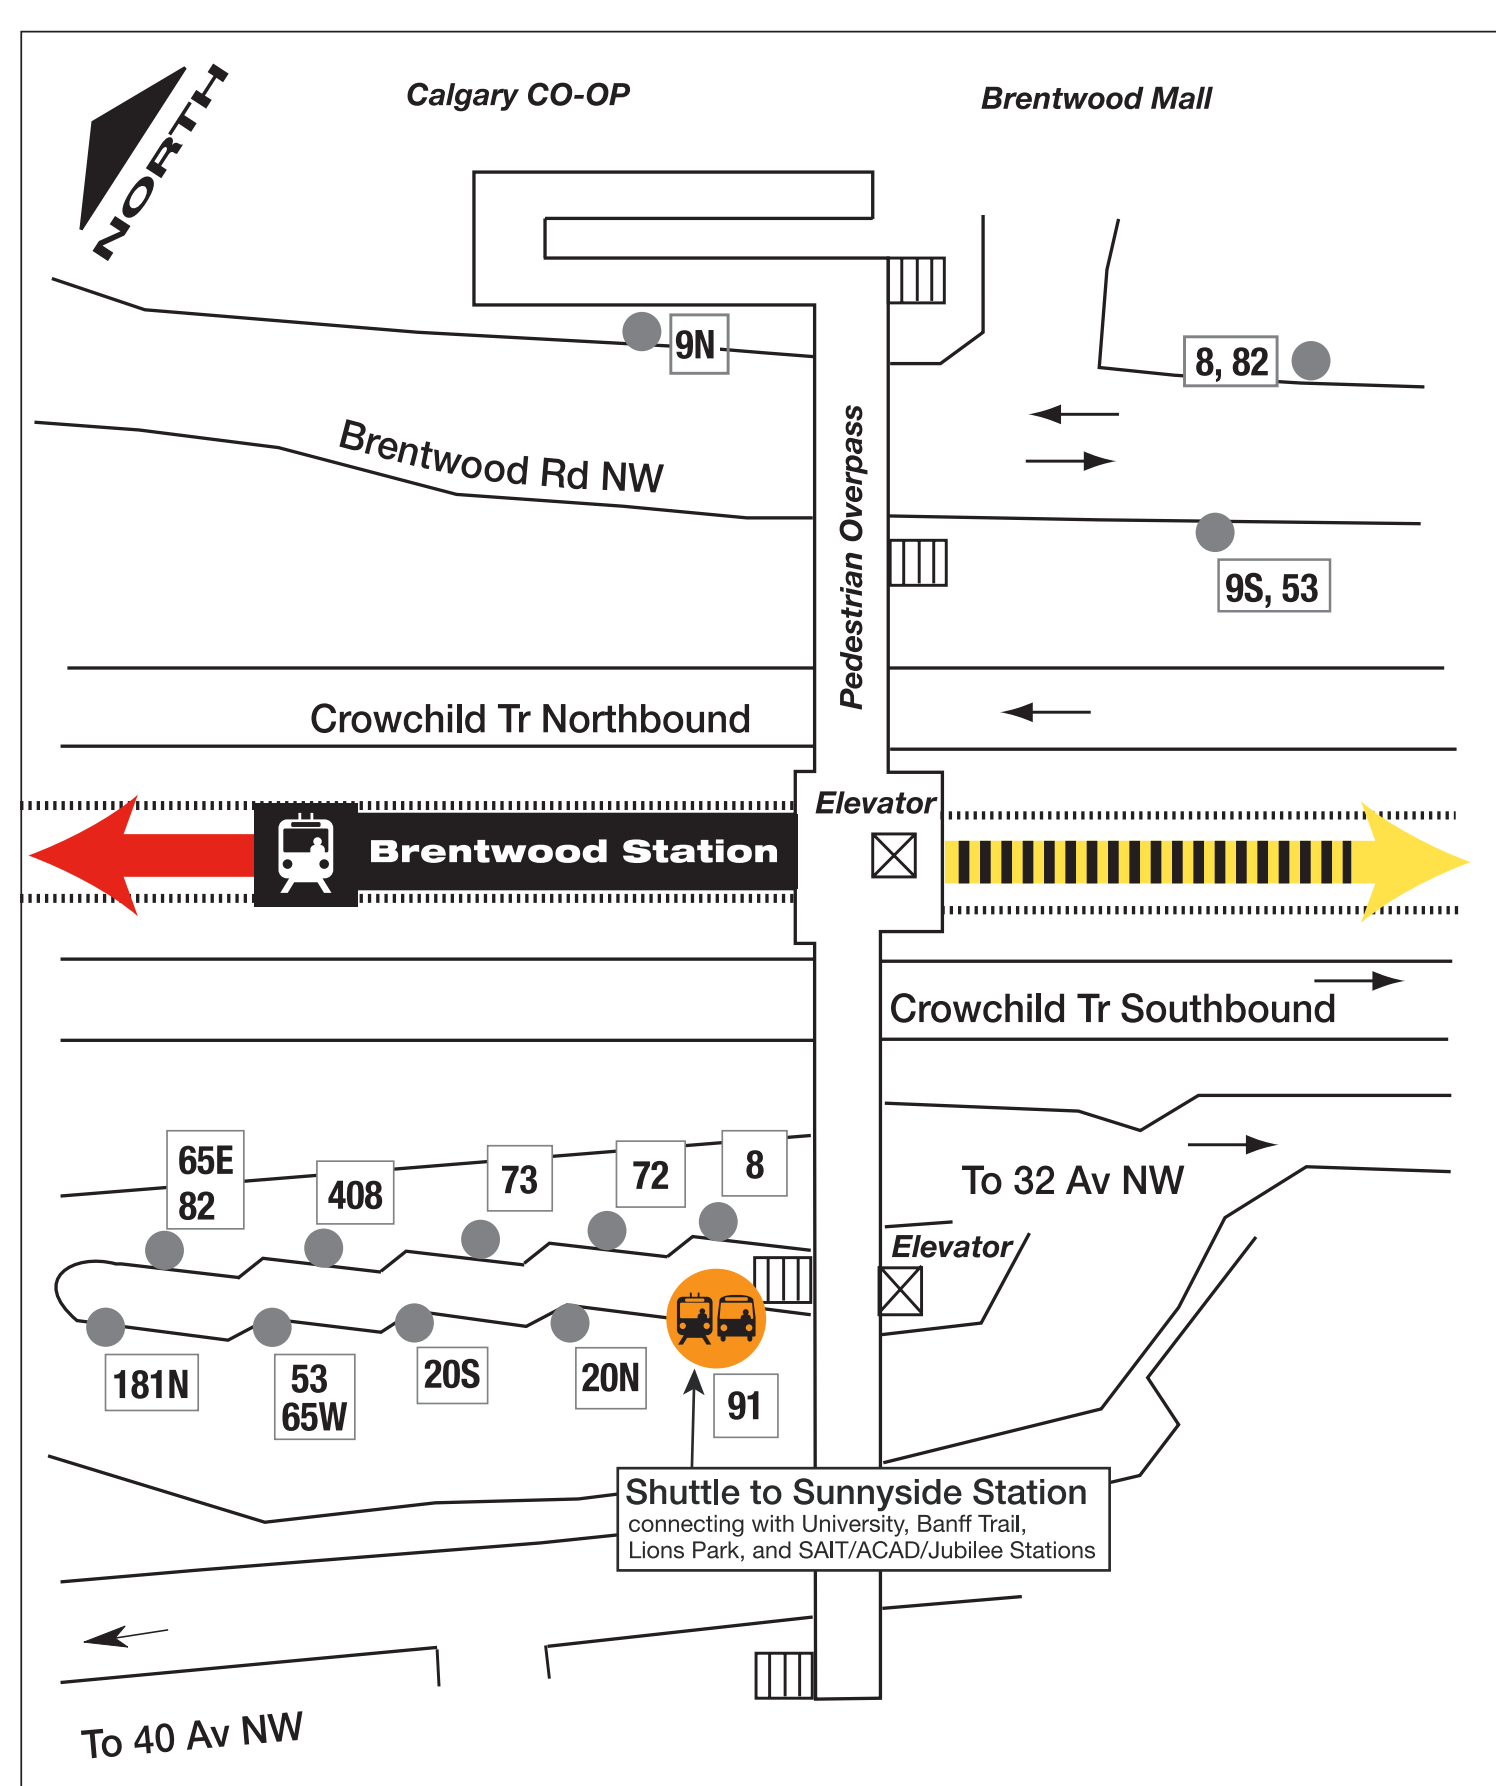 NORTH
Calgary CO-OP
Brentwood Mall
9N
8, 82
Brentwood Rd NW
Pedestrian Overpass
9S, 53
Crowchild Tr Northbound
Elevator
Brentwood Station
Crowchild Tr Southbound
65E
82
408
73
72
8
To 32 Av NW
Elevator
181N
53
65W
20S
20N
91
Shuttle to Sunnyside Station
connecting with University, Banff Trail,
Lions Park, and SAIT/ACAD/Jubilee Stations
To 40 Av NW